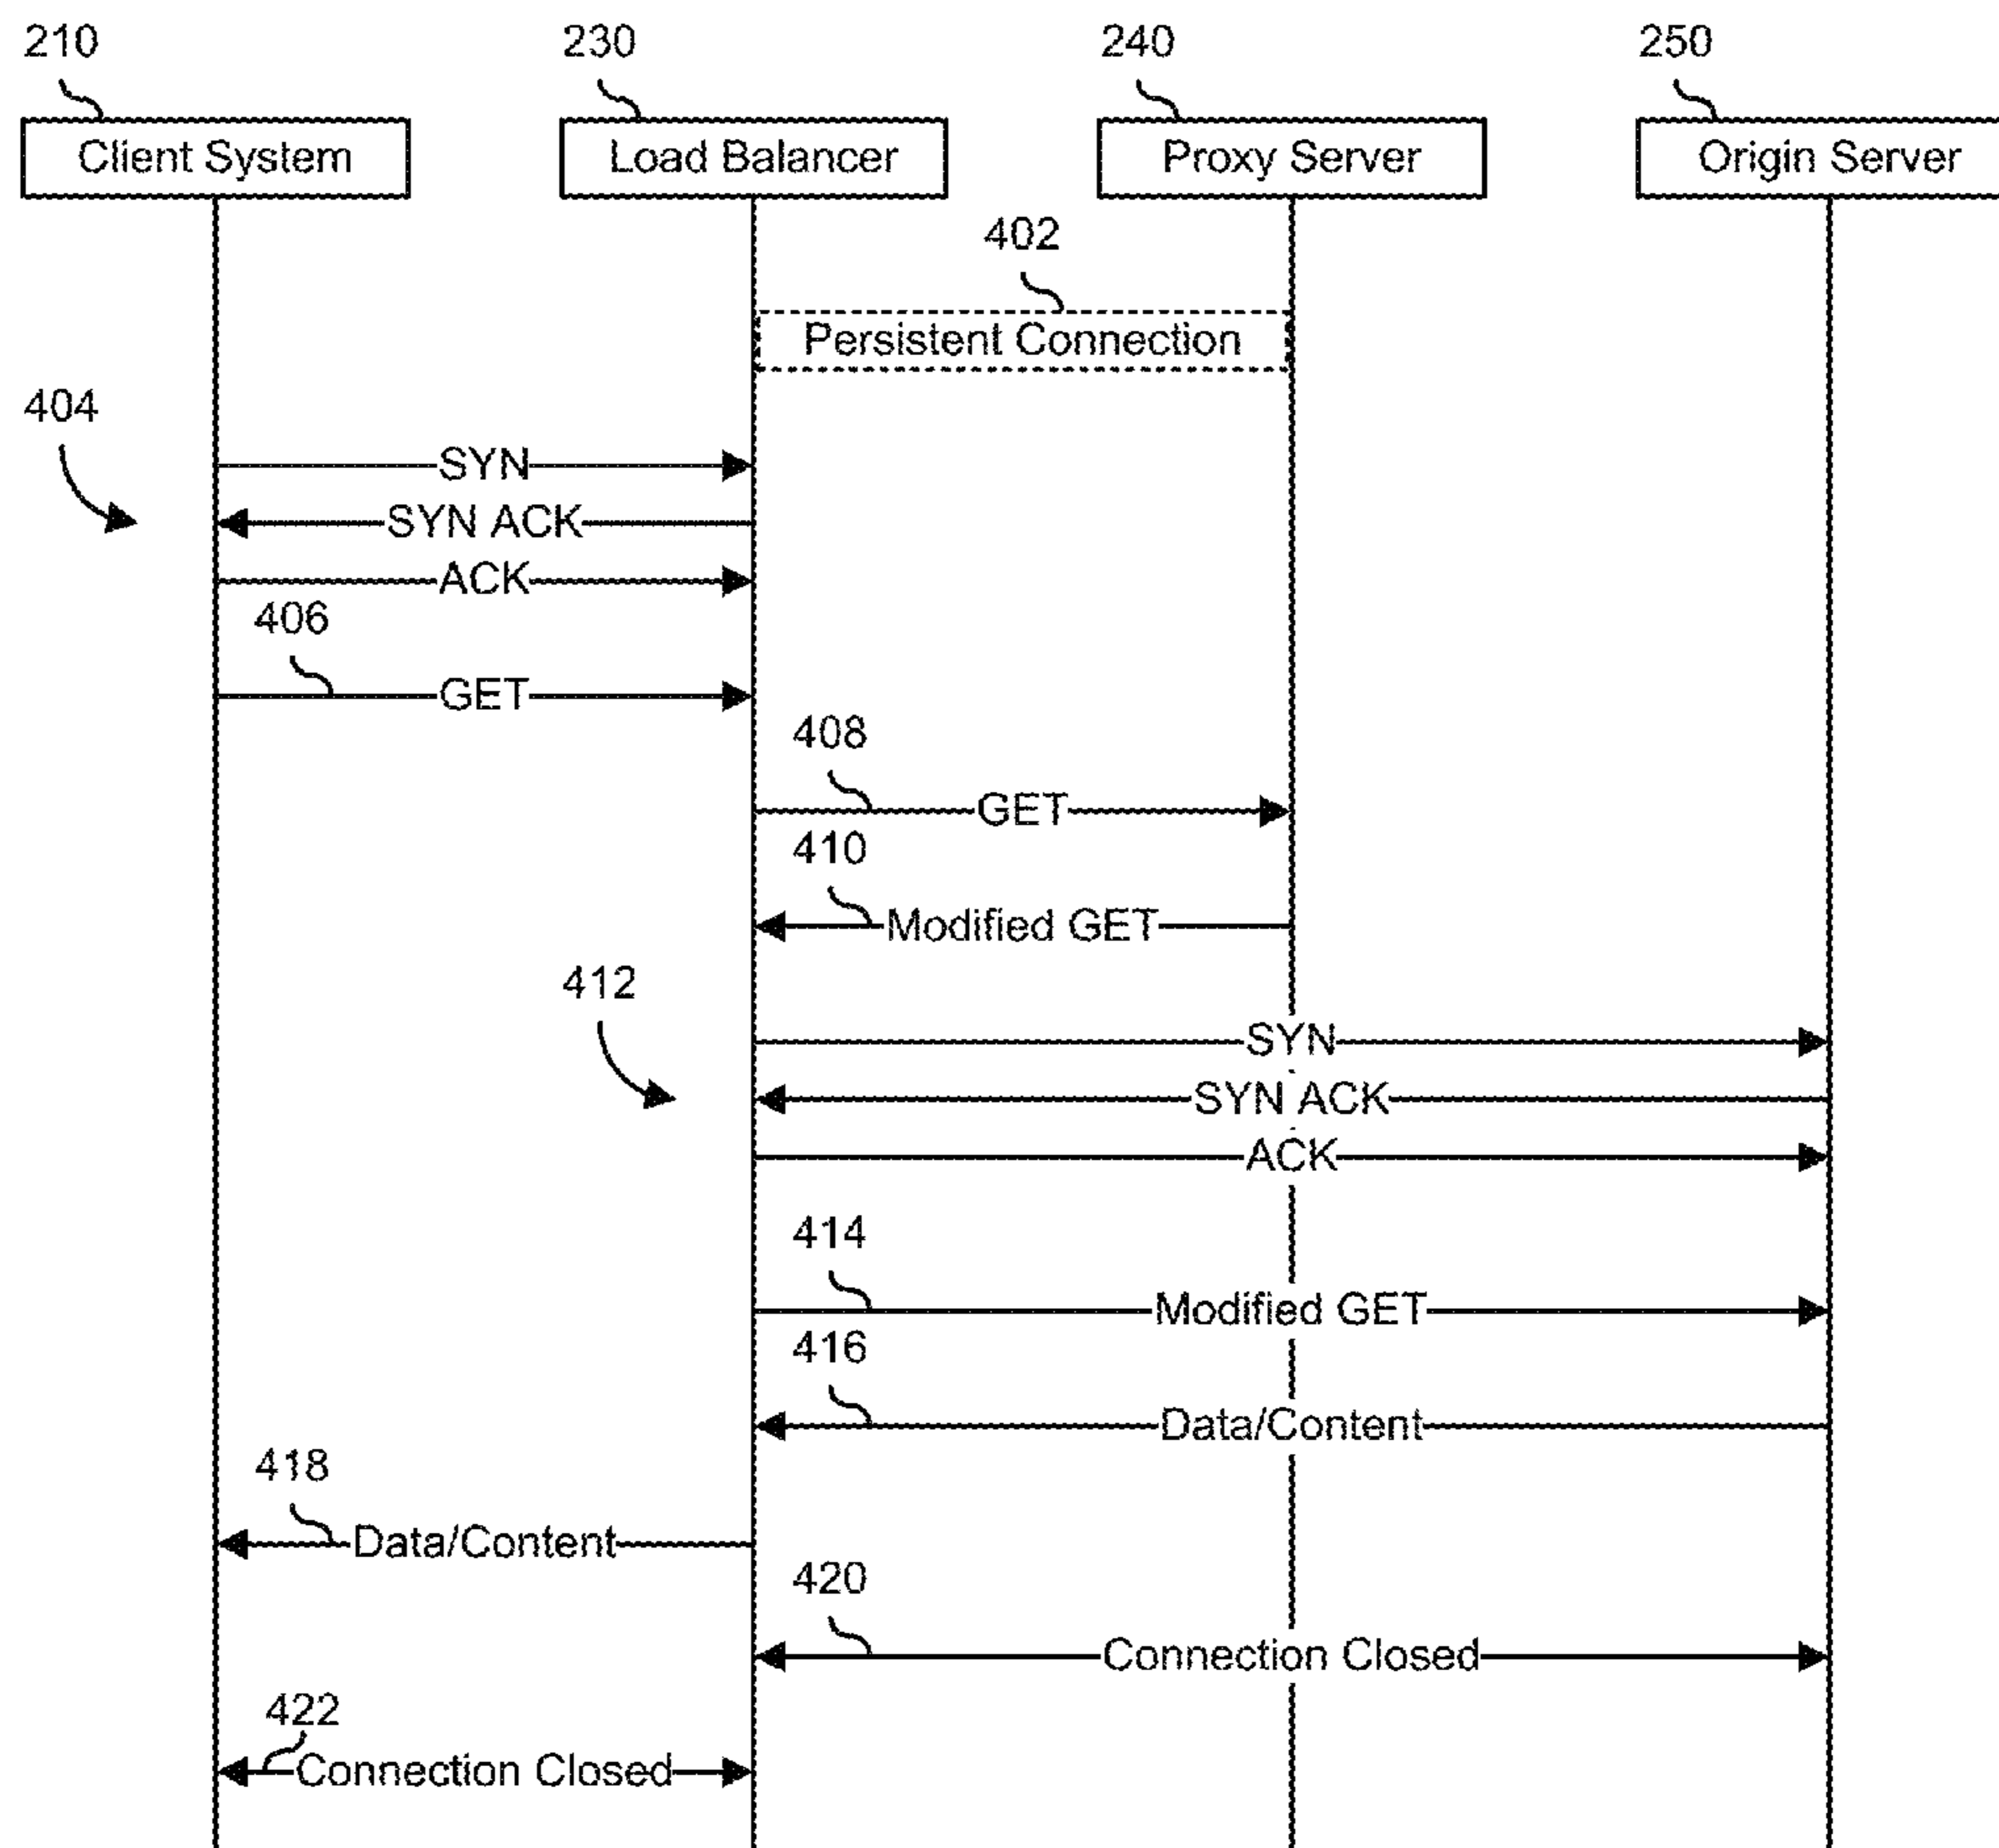 210 230 240 250
Client System Load Balancer Proxy Server Origin Server
402
Persistent Connection
404
SYN
SYN ACK
ACK
406
GET
408
GET
410
Modified GET
412
SYN
SYN ACK
ACK
414
Modified GET
416
Data/Content
418
Data/Content
420
Connection Closed
422
Connection Closed